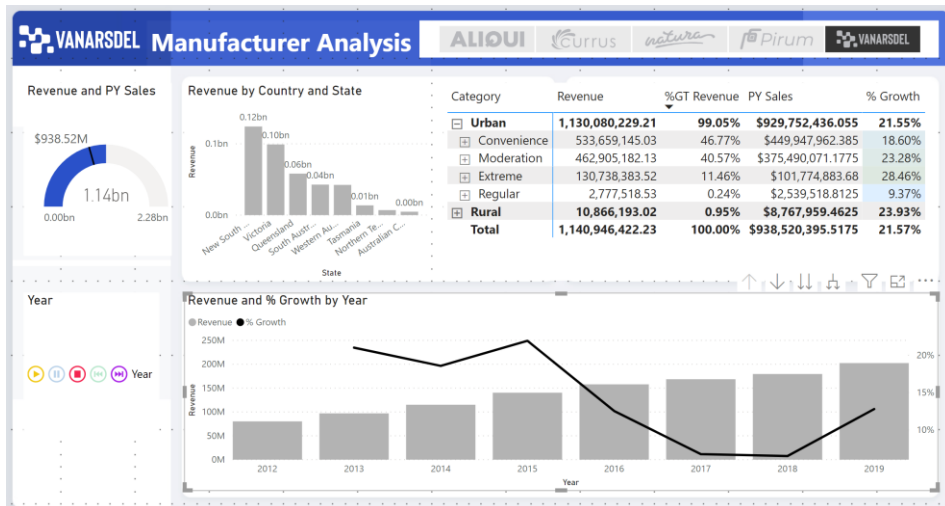 VANARSDEL Manufacturer Analysis
ALIQUI
Currus
natura
Pirum
VANARSDEL
Revenue and PY Sales
$938.52M
1.14bn
0.00bn
2.28bn
Revenue by Country and State
Revenue
0.1bn
0.0bn
0.12bn
0.10bn
0.06bn
0.04bn
0.01bn
0.00bn
New South ...
Victoria
Queensland
South Austr...
Western Au...
Tasmania
Northern Te...
Australian C...
State
Category Revenue %GT Revenue PY Sales % Growth
Urban 1,130,080,229.21 99.05% $929,752,436.055 21.55%
Convenience 533,659,145.03 46.77% $449,947,962.385 18.60%
Moderation 462,905,182.13 40.57% $375,490,071.1775 23.28%
Extreme 130,738,383.52 11.46% $101,774,883.68 28.46%
Regular 2,777,518.53 0.24% $2,539,518.8125 9.37%
Rural 10,866,193.02 0.95% $8,767,959.4625 23.93%
Total 1,140,946,422.23 100.00% $938,520,395.5175 21.57%
Year
Year
Revenue and % Growth by Year
Revenue % Growth
Revenue
250M
200M
150M
100M
50M
0M
20%
15%
10%
2012 2013 2014 2015 2016 2017 2018 2019
Year